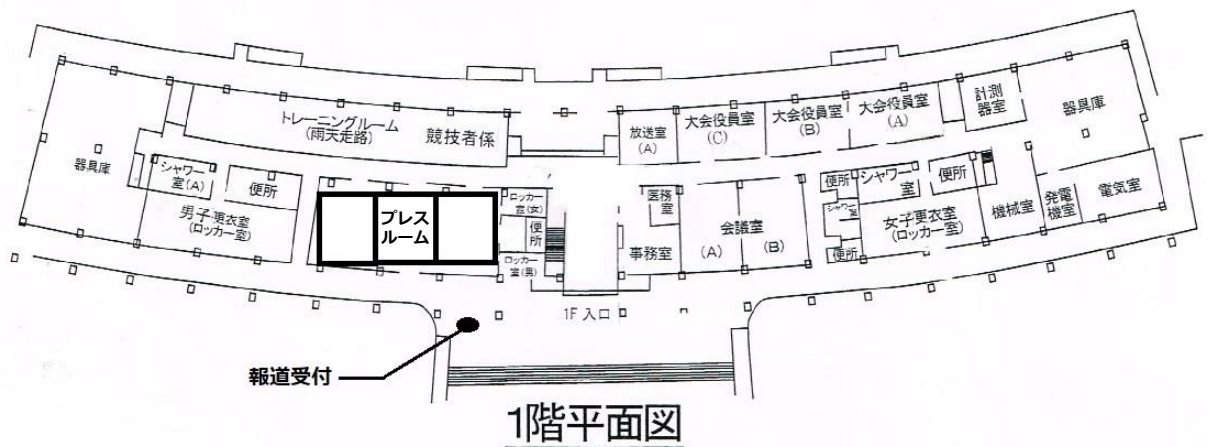 トレーニングルーム
(雨天走路)
競技者係
放送室
(A)
大会役員室
(C)
大会役員室
(B)
大会役員室
(A)
計測
器室
器具庫
器具庫
シャワー
室(A)
便所
男子更衣室
(ロッカー室)
プレス
ルーム
ロッカー
室(女)
便
所
ロッカー
室(男)
医務
室
事務室
会議室
(A)
(B)
便所
シャワー
室
シャワー
室
便所
便所
女子更衣室
(ロッカー室)
機械室
発電
機室
電気室
1F 入口
報道受付
1階平面図